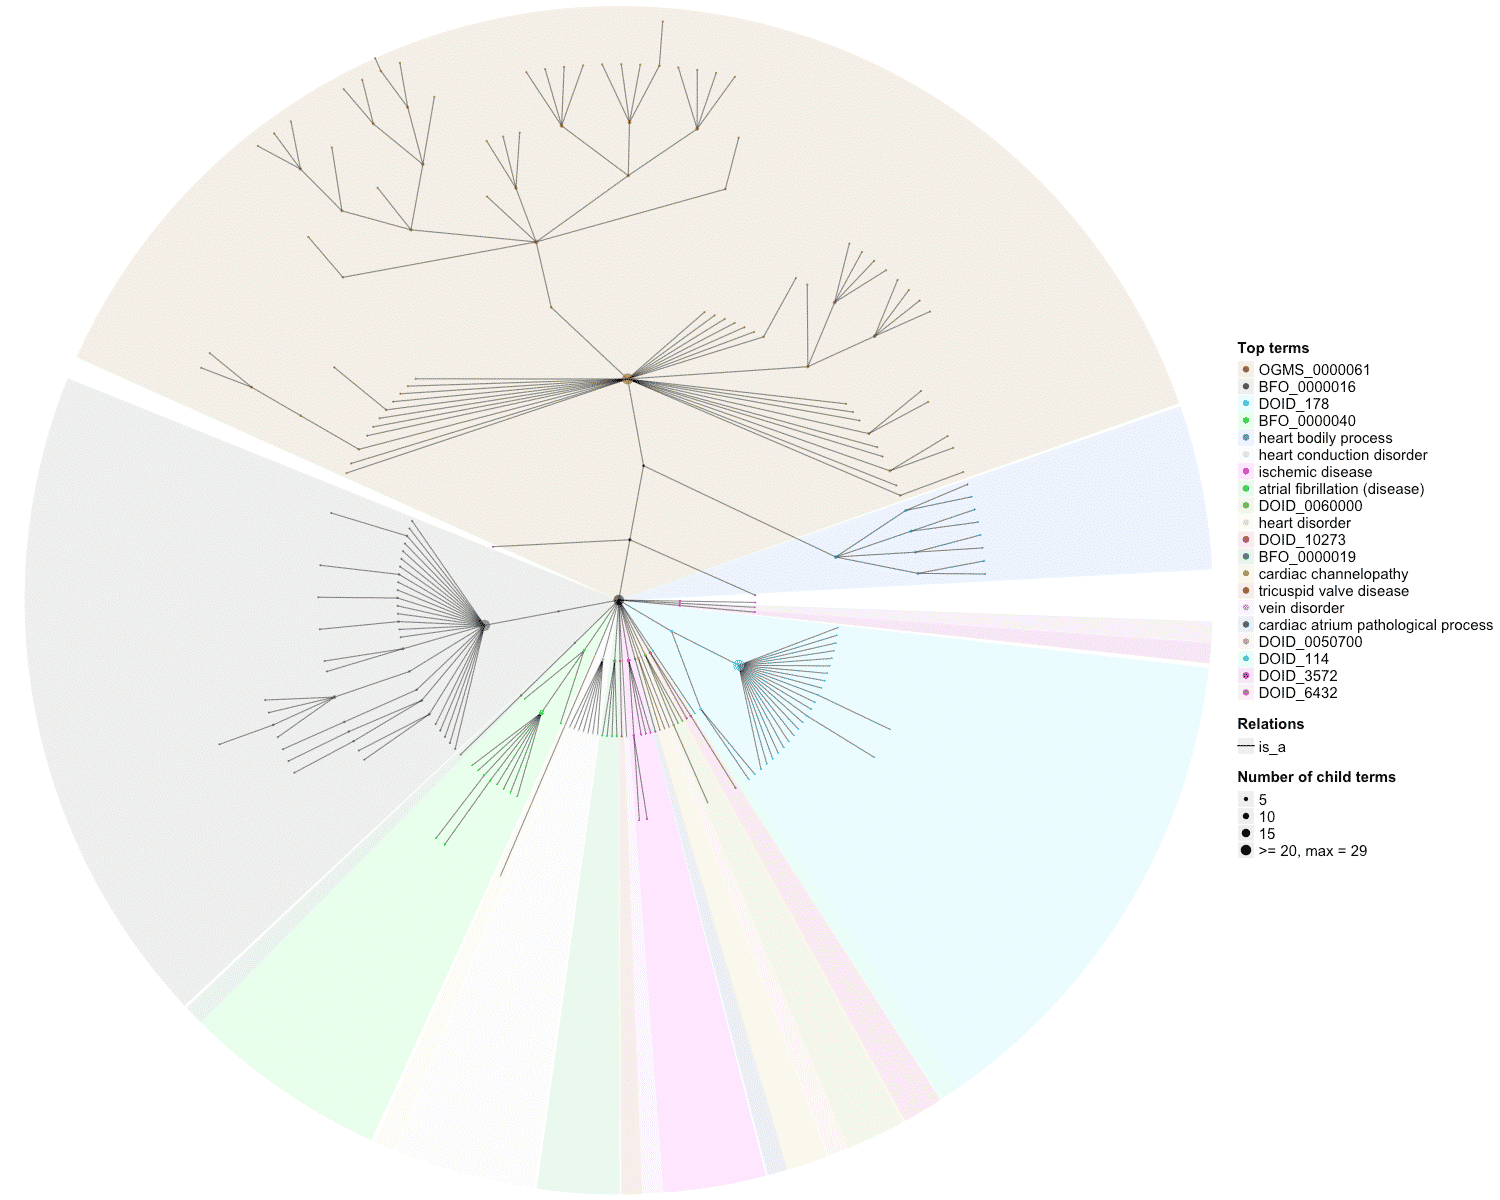 Top terms
OGMS_0000061
BFO_0000016
DOID_178
BFO_0000040
heart bodily process
heart conduction disorder
ischemic disease
atrial fibrillation (disease)
DOID_0060000
heart disorder
DOID_10273
BFO_0000019
cardiac channelopathy
tricuspid valve disease
vein disorder
cardiac atrium pathological process
DOID_0050700
DOID_114
DOID_3572
DOID_6432
Relations
is_a
Number of child terms
5
10
15
>= 20, max = 29